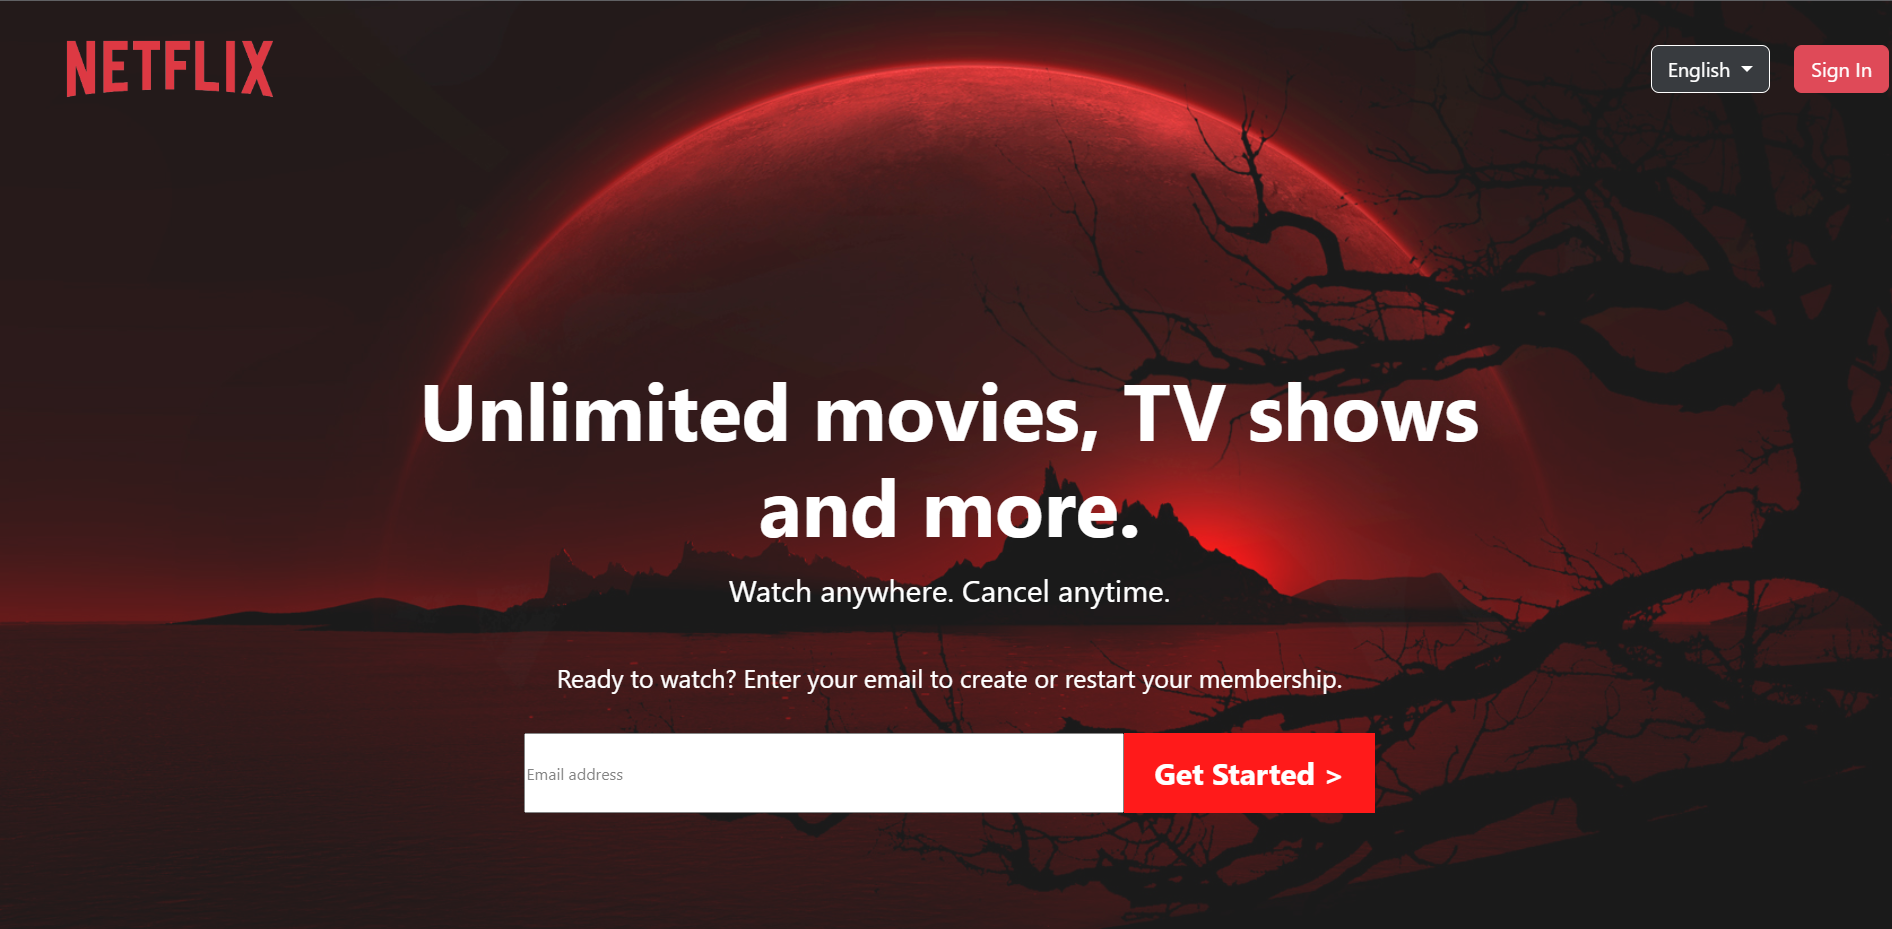 NETFLIX
English
Sign In
Unlimited movies, TV shows
and more.
Watch anywhere. Cancel anytime.
Ready to watch? Enter your email to create or restart your membership.
Email address
Get Started >